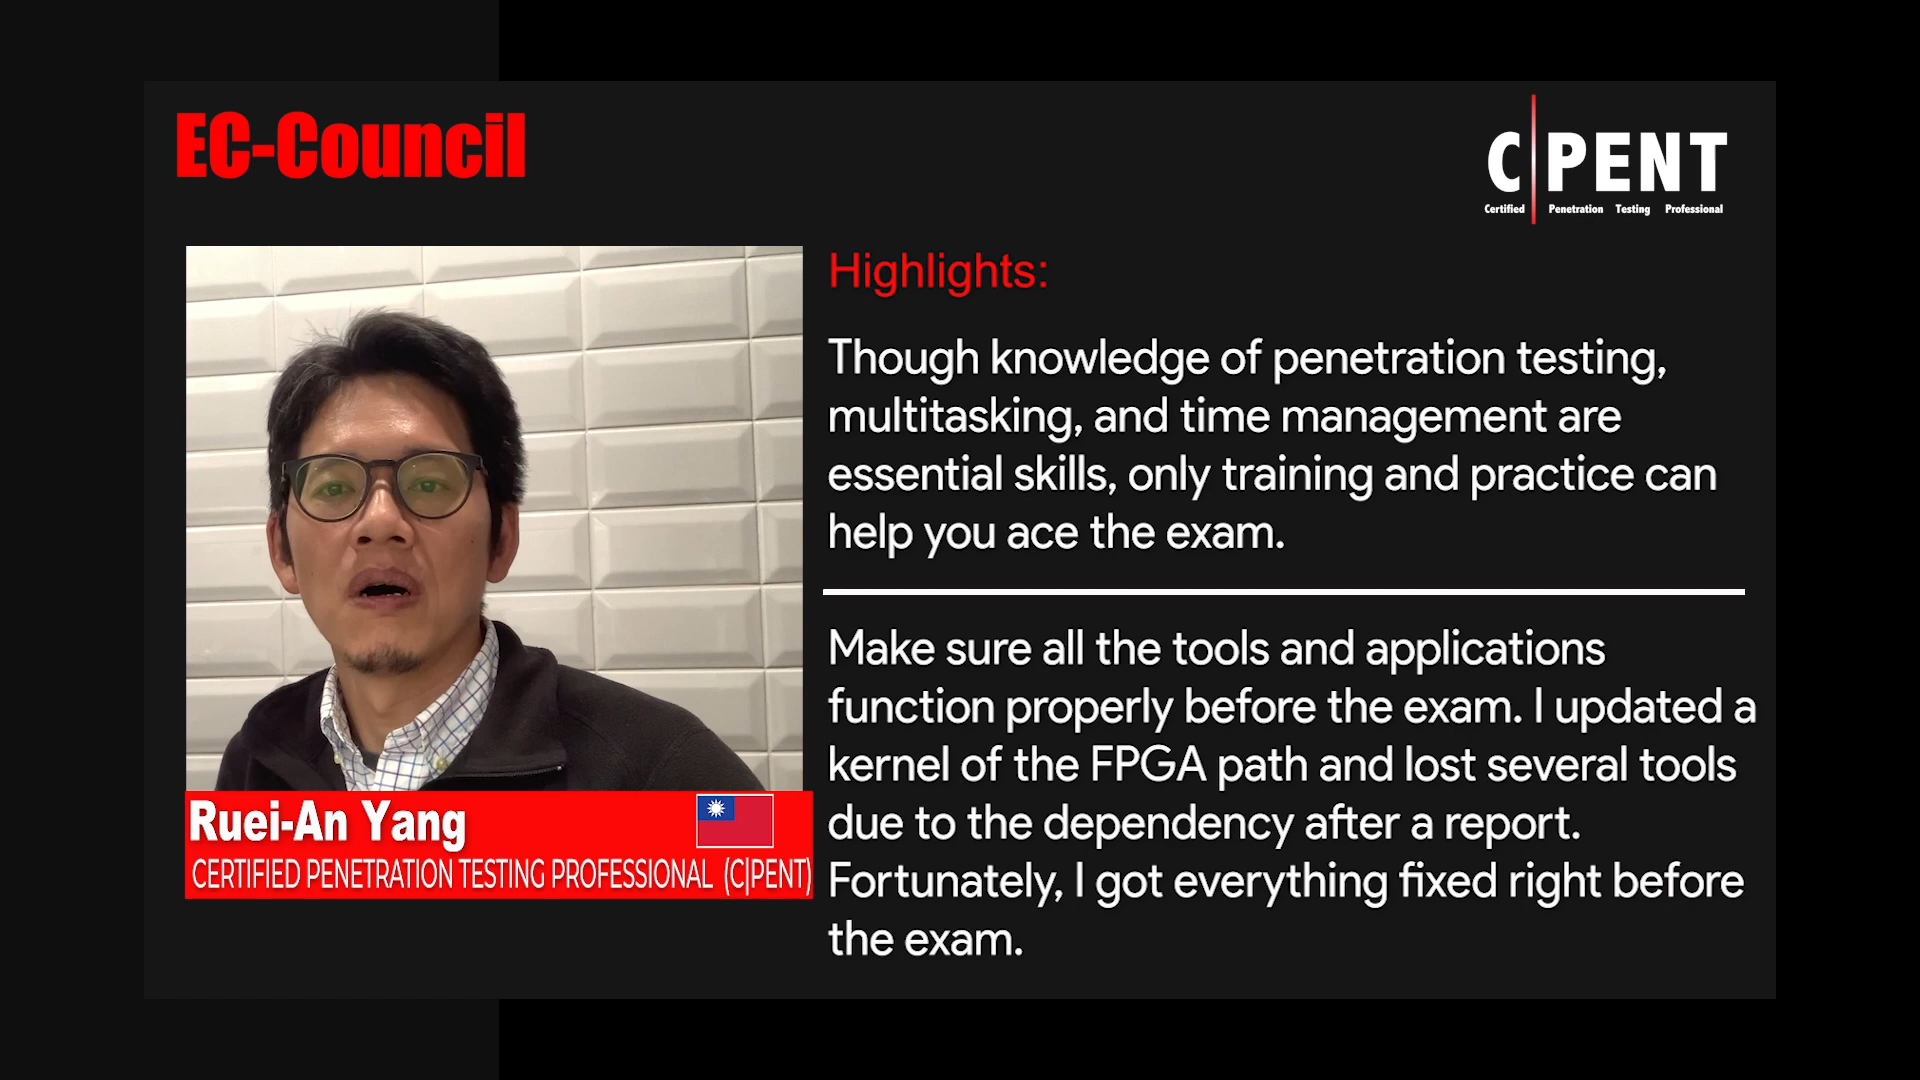 EC-Council
C|PENT
Certified Penetration Testing Professional
Highlights:
Though knowledge of penetration testing,
multitasking, and time management are
essential skills, only training and practice can
help you ace the exam.
Make sure all the tools and applications
function properly before the exam. I updated a
kernel of the FPGA path and lost several tools
due to the dependency after a report.
Fortunately, I got everything fixed right before
the exam.
Ruei-An Yang
CERTIFIED PENETRATION TESTING PROFESSIONAL (C|PENT)